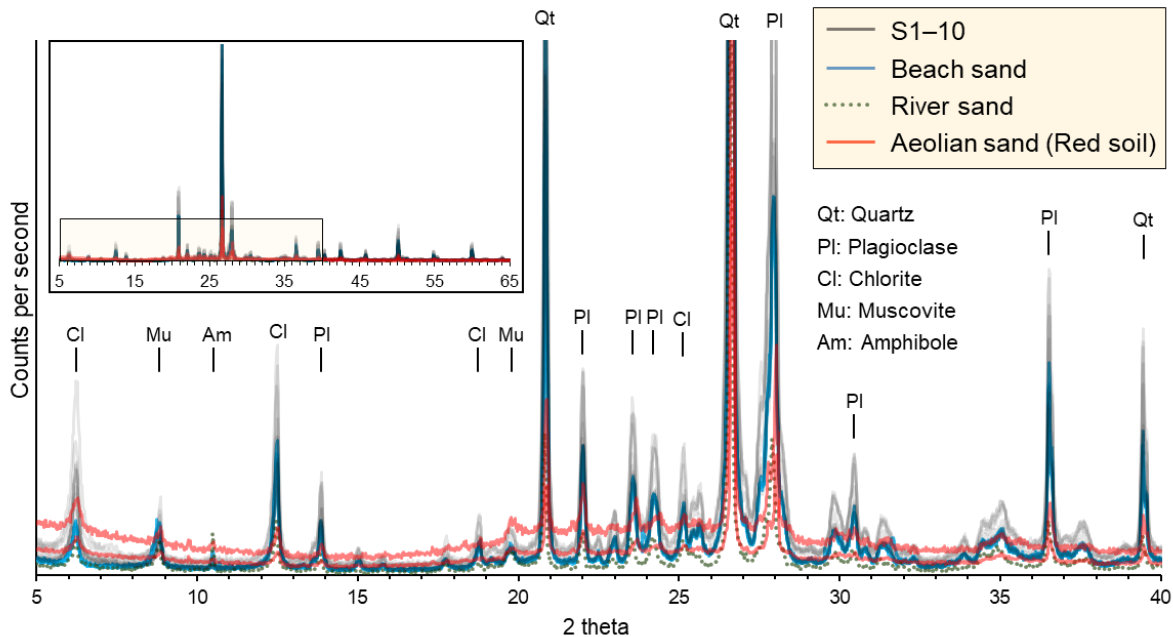 Qt
Qt
Pl
S1–10
Beach sand
River sand
Aeolian sand (Red soil)
5 15 25 35 45 55 65
Qt: Quartz
Pl: Plagioclase
Cl: Chlorite
Mu: Muscovite
Am: Amphibole
Pl
Qt
Cl
Mu
Am
Cl
Pl
Cl
Mu
Pl
Pl
Pl
Cl
Pl
Counts per second
5 10 15 20 25 30 35 40
2 theta